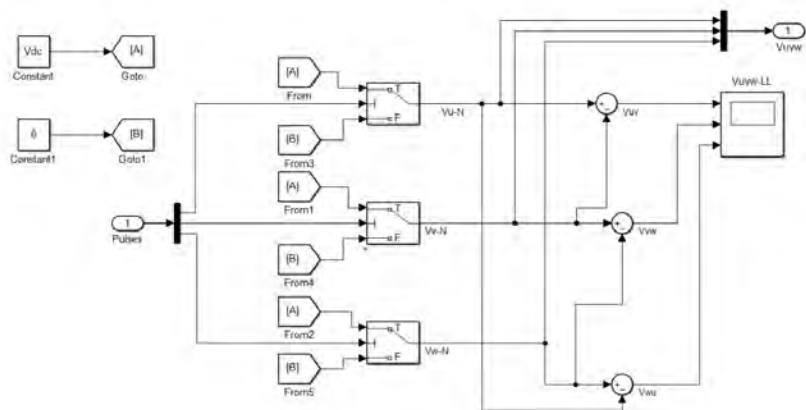 Vdc
Constant
[A]
Goto
Constant1
[B]
Goto1
1
Pulses
[A]
From
[B]
From3
T
F
Vu-N
[A]
From1
[B]
From4
T
F
Vv-N
[A]
From2
[B]
From5
T
F
Vw-N
1
Vuvw
Vuvw-LL
Vuv
Vvw
Vwu